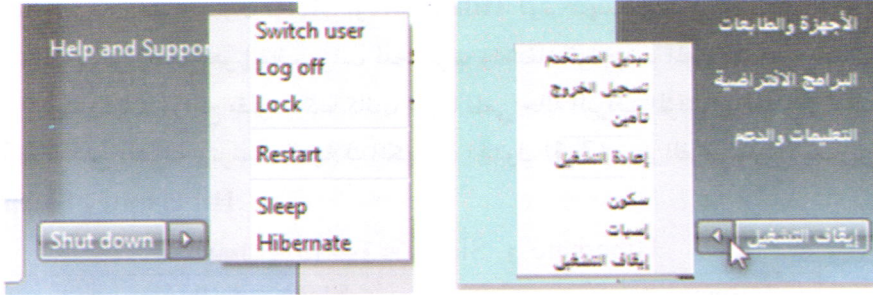 Help and Suppor
Switch user
Log off
Lock
Restart
Sleep
Hibernate
Shut down
الأجهزة والطابعات
البرامج الافتراضية
التعليمات والدعم
تبديل المستخدم
تسجيل الخروج
تأمين
إعادة التشغيل
سكون
إسبات
إيقاف التشغيل
إيقاف التشغيل